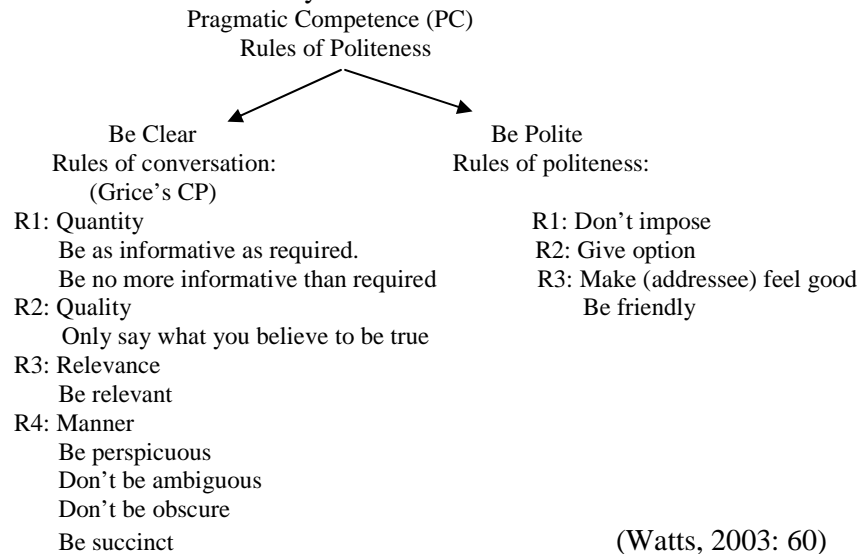 Pragmatic Competence (PC)
Rules of Politeness
Be Clear
Rules of conversation:
(Grice’s CP)
R1: Quantity
Be as informative as required.
Be no more informative than required
R2: Quality
Only say what you believe to be true
R3: Relevance
Be relevant
R4: Manner
Be perspicuous
Don’t be ambiguous
Don’t be obscure
Be succinct
Be Polite
Rules of politeness:
R1: Don’t impose
R2: Give option
R3: Make (addressee) feel good
Be friendly
(Watts, 2003: 60)